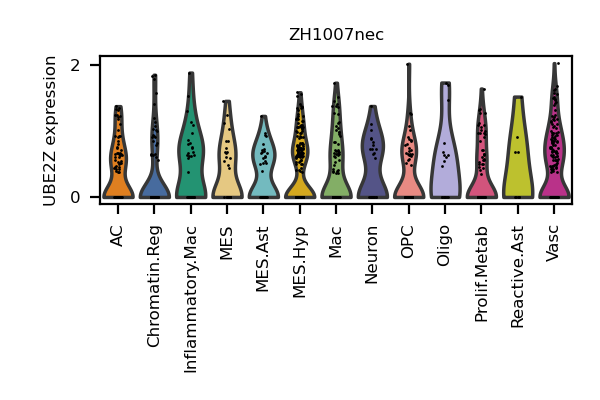 ZH1007nec
UBE2Z expression
2
0
AC
Chromatin.Reg
Inflammatory.Mac
MES
MES.Ast
MES.Hyp
Mac
Neuron
OPC
Oligo
Prolif.Metab
Reactive.Ast
Vasc